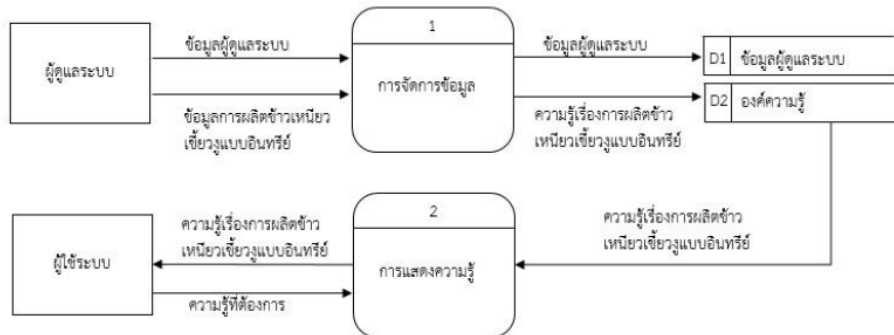 ผู้ดูแลระบบ
ข้อมูลผู้ดูแลระบบ
ข้อมูลการผลิตข้าวเหนียว
เขี้ยวงูแบบอินทรีย์
1
การจัดการข้อมูล
ข้อมูลผู้ดูแลระบบ
ความรู้เรื่องการผลิตข้าว
เหนียวเขี้ยวงูแบบอินทรีย์
D1 ข้อมูลผู้ดูแลระบบ
D2 องค์ความรู้
ผู้ใช้ระบบ
ความรู้เรื่องการผลิตข้าว
เหนียวเขี้ยวงูแบบอินทรีย์
ความรู้ที่ต้องการ
2
การแสดงความรู้
ความรู้เรื่องการผลิตข้าว
เหนียวเขี้ยวงูแบบอินทรีย์